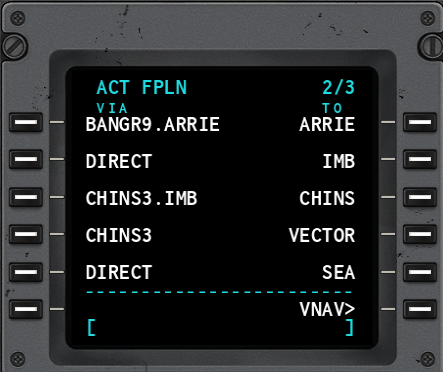 ACT FPLN 2/3
VIA TO
BANGR9.ARRIE ARRIE
DIRECT IMB
CHINS3.IMB CHINS
CHINS3 VECTOR
DIRECT SEA
------------------------
VNAV>
[ ]